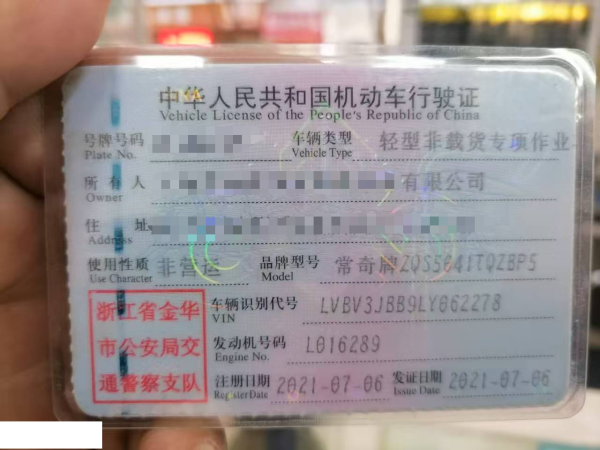 中华人民共和国机动车行驶证
Vehicle License of the People's Republic of China
号牌号码 车辆类型 轻型非载货专项作业
Plate No. Vehicle Type
所有人 有限公司
Owner
住址
Address
使用性质 非营运 品牌型号 常奇牌ZQS5041TQZBP5
Use Character Model
浙江省金华
市公安局交
通警察支队
车辆识别代号 LVBV3JBB9LY062278
VIN
发动机号码 L016289
Engine No.
注册日期 2021-07-06 发证日期 2021-07-06
Register Date Issue Date